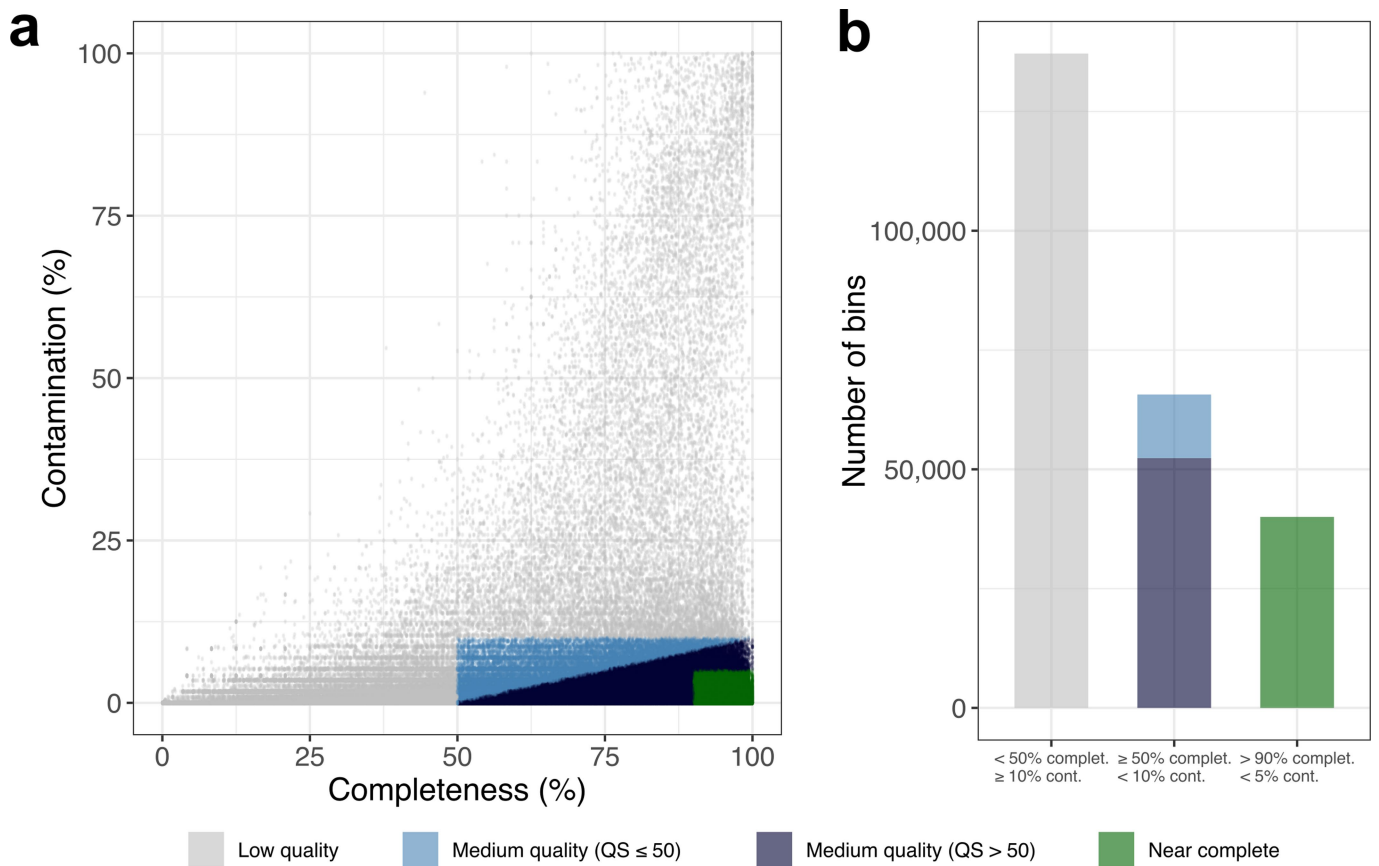 a
100
75
50
25
0
Contamination (%)
0 25 50 75 100
Completeness (%)
b
100,000
50,000
0
Number of bins
< 50% complet. ≥ 50% complet. > 90% complet.
≥ 10% cont. < 10% cont. < 5% cont.
Low quality Medium quality (QS ≤ 50) Medium quality (QS > 50) Near complete